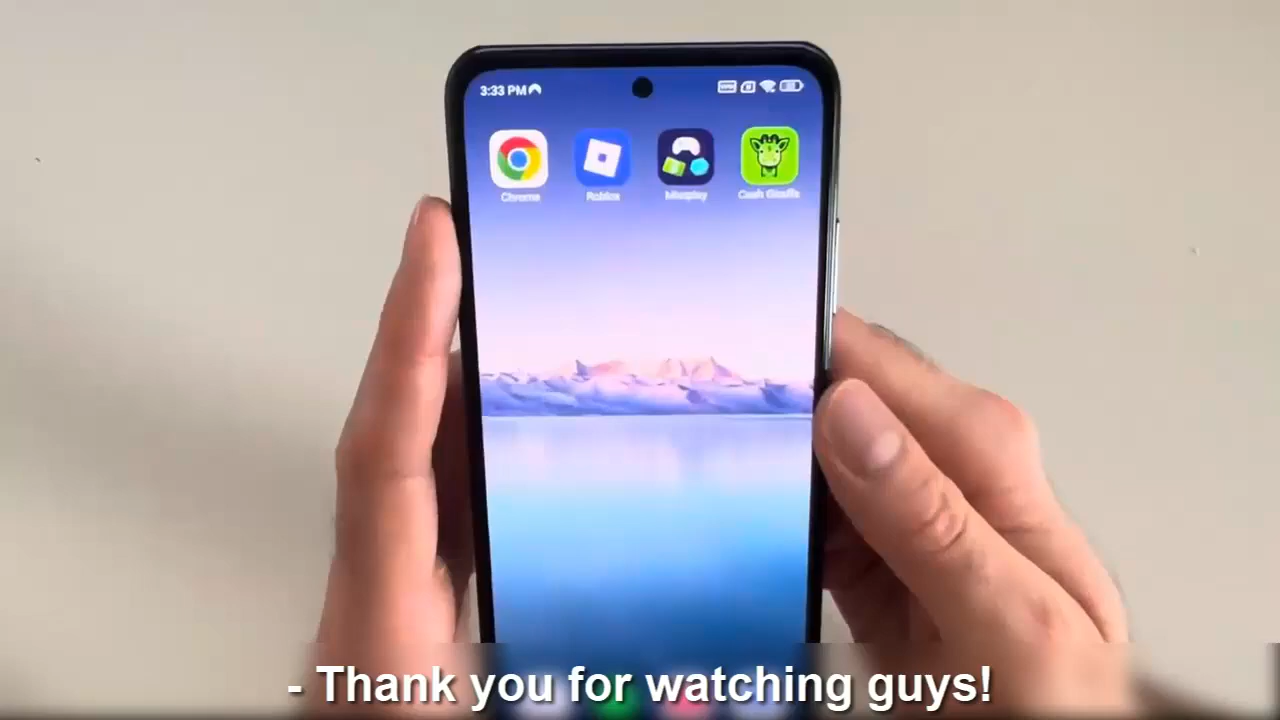 3:33 PM
Chrome
Roblox
Mistplay
Cash Giraffe
- Thank you for watching guys!